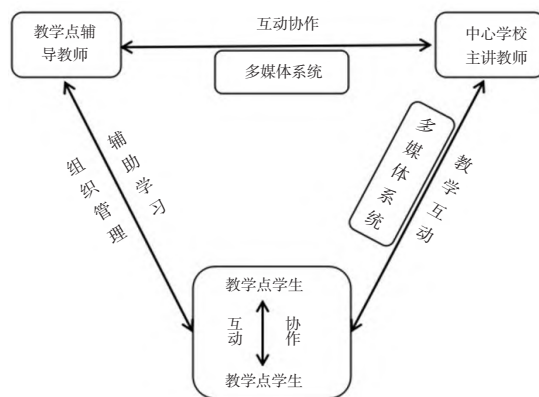 教学点辅
导教师
互动协作
多媒体系统
中心学校
主讲教师
组织管理
辅助学习
多媒体系统
教学互动
教学点学生
互动
协作
教学点学生